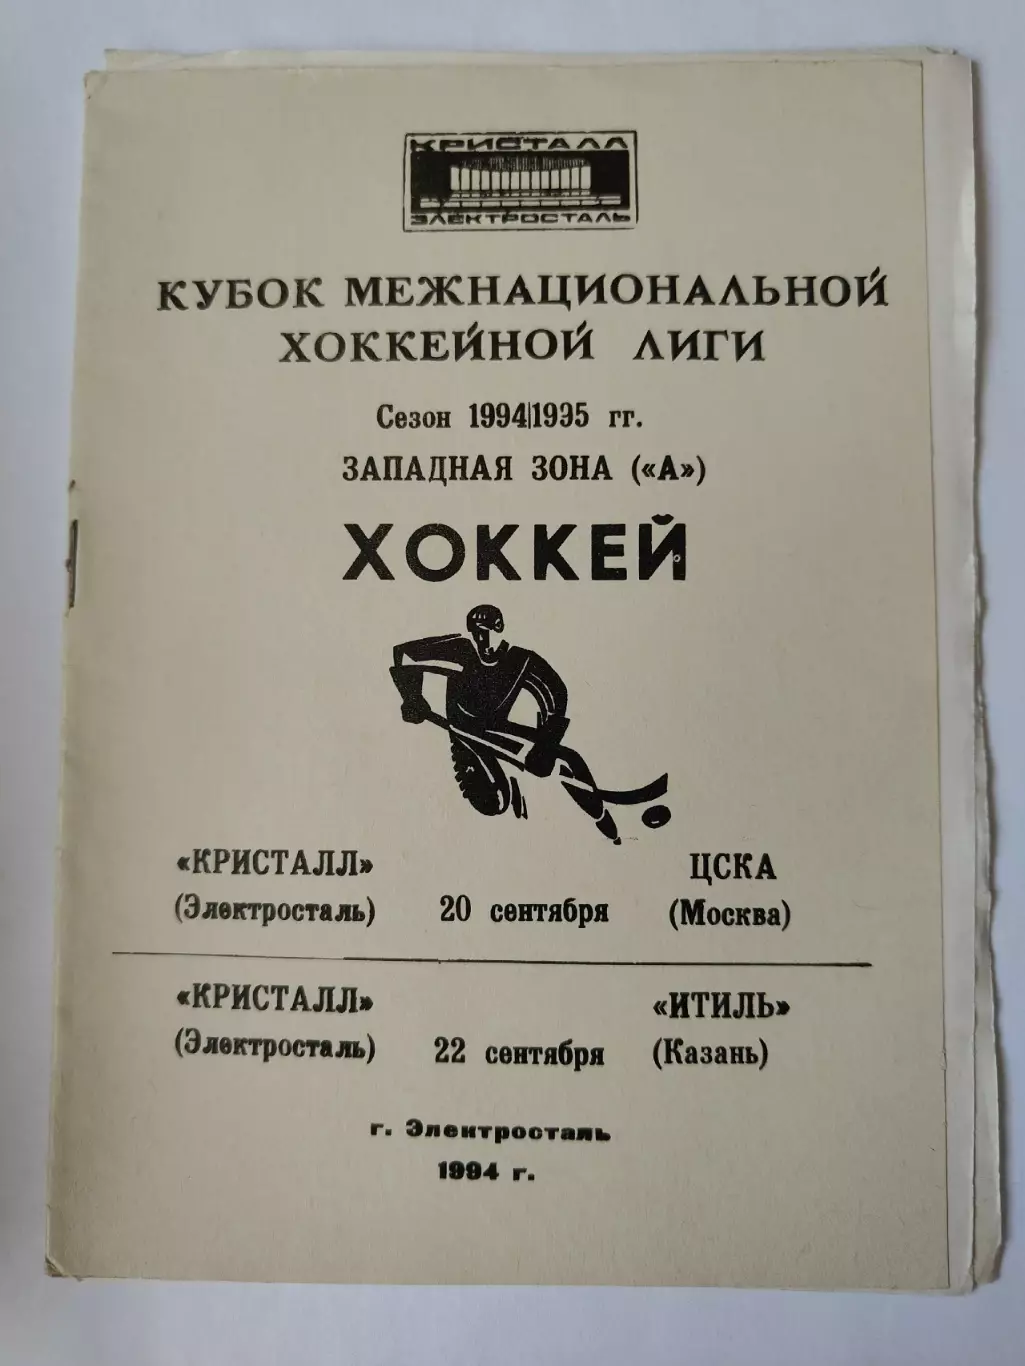 КРИСТАЛЛ
ЭЛЕКТРОСТАЛЬ
КУБОК МЕЖНАЦИОНАЛЬНОЙ
ХОККЕЙНОЙ ЛИГИ
Сезон 1994|1995 гг.
ЗАПАДНАЯ ЗОНА («А»)
ХОККЕЙ
«КРИСТАЛЛ» ЦСКА
(Электросталь) 20 сентября (Москва)
«КРИСТАЛЛ» «ИТИЛЬ»
(Электросталь) 22 сентября (Казань)
г. Электросталь
1994 г.